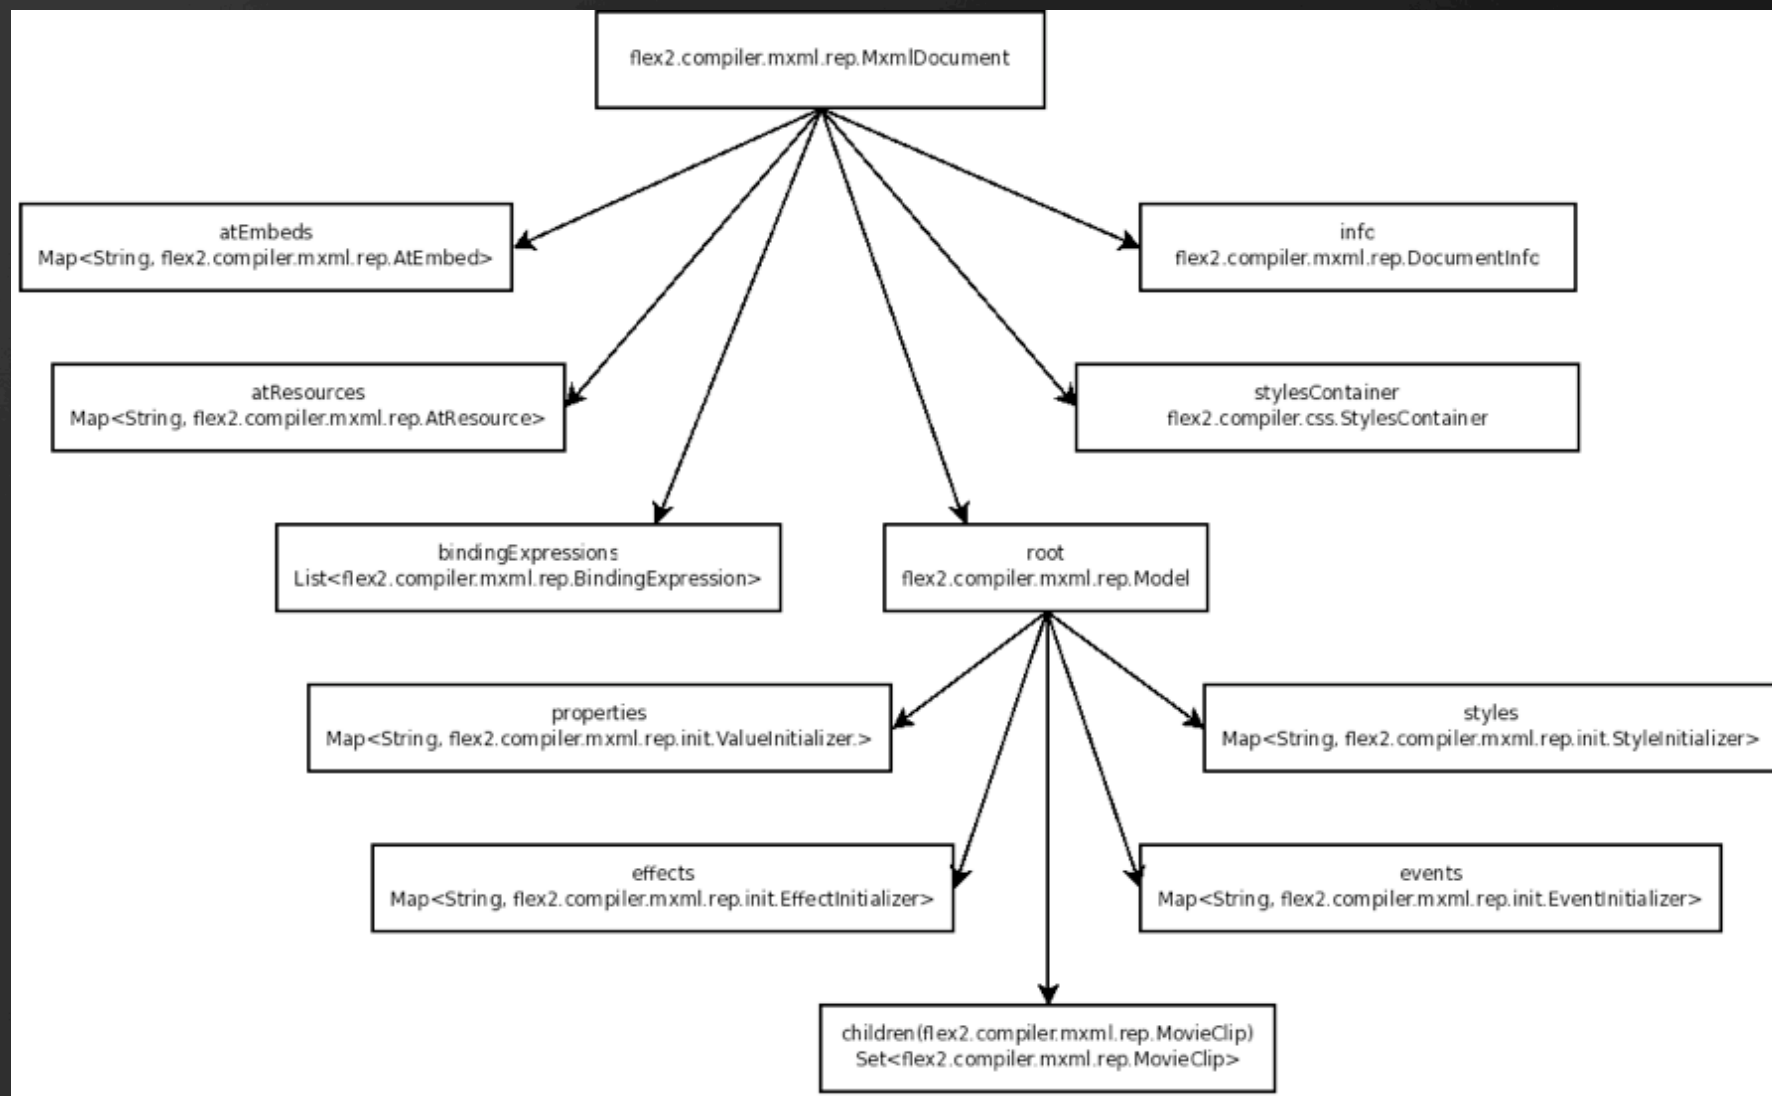 flex2.compiler.mxml.rep.MxmlDocument
atEmbeds
Map<String, flex2.compiler.mxml.rep.AtEmbed>
infc
flex2.compiler.mxml.rep.DocumentInfc
atResources
Map<String, flex2.compiler.mxml.rep.AtResource>
stylesContainer
flex2.compiler.css.StylesContainer
bindingExpressions
List<flex2.compiler.mxml.rep.BindingExpression>
root
flex2.compiler.mxml.rep.Model
properties
Map<String, flex2.compiler.mxml.rep.init.ValueInitializer.>
styles
Map<String, flex2.compiler.mxml.rep.init.StyleInitializer>
effects
Map<String, flex2.compiler.mxml.rep.init.EffectInitializer>
events
Map<String, flex2.compiler.mxml.rep.init.EventInitializer>
children(flex2.compiler.mxml.rep.MovieClip)
Set<flex2.compiler.mxml.rep.MovieClip>